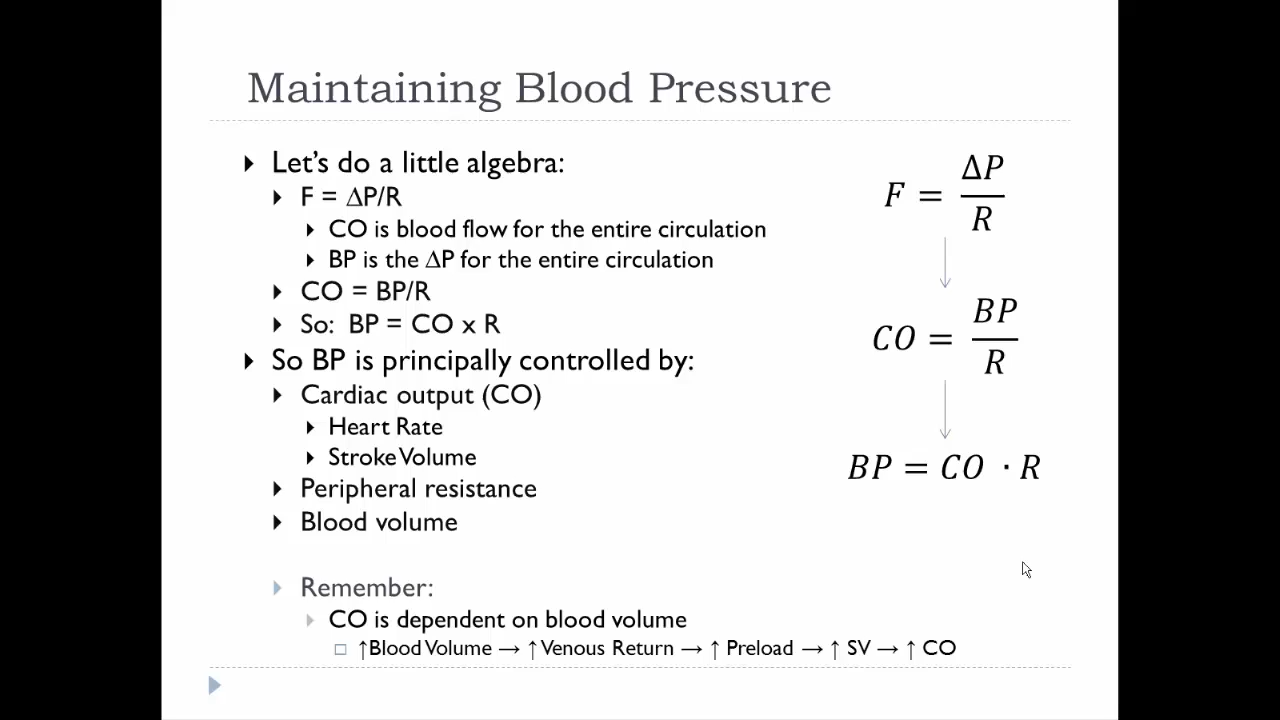 Maintaining Blood Pressure
Let's do a little algebra:
F = ∆P/R
CO is blood flow for the entire circulation
BP is the ∆P for the entire circulation
CO = BP/R
So: BP = CO x R
So BP is principally controlled by:
Cardiac output (CO)
Heart Rate
Stroke Volume
Peripheral resistance
Blood volume
Remember:
CO is dependent on blood volume
↑Blood Volume → ↑ Venous Return → ↑ Preload → ↑ SV → ↑ CO
F = ∆P / R
CO = BP / R
BP = CO · R